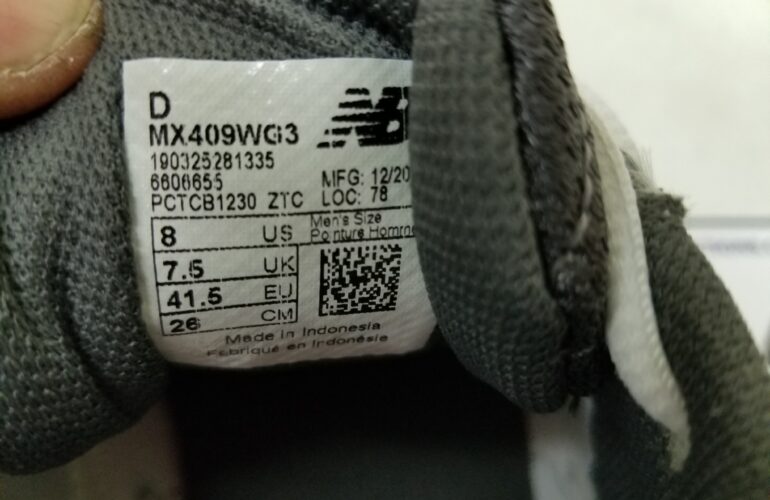 D
MX409WG3
190325281335
6606655
MFG: 12/20
PCTCB1230 ZTC LOC: 78
8 US Men's Size
Pointure Homme
7.5 UK
41.5 EU
26 CM
Made in Indonesia
Fabriqué en Indonésie